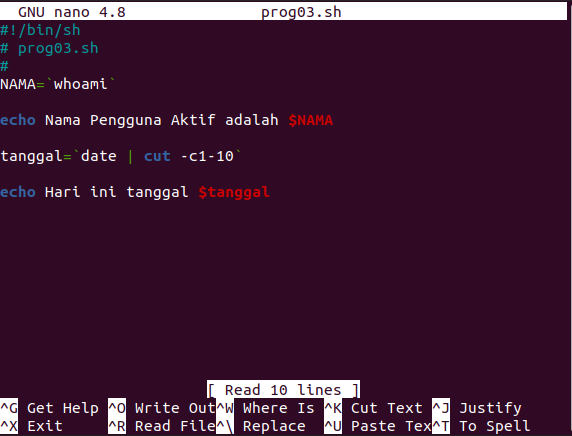 GNU nano 4.8 prog03.sh
#!/bin/sh
# prog03.sh
#
NAMA=`whoami`
echo Nama Pengguna Aktif adalah $NAMA
tanggal=`date | cut -c1-10`
echo Hari ini tanggal $tanggal
[ Read 10 lines ]
^G Get Help ^O Write Out ^W Where Is ^K Cut Text ^J Justify
^X Exit ^R Read File ^\ Replace ^U Paste Tex ^T To Spell